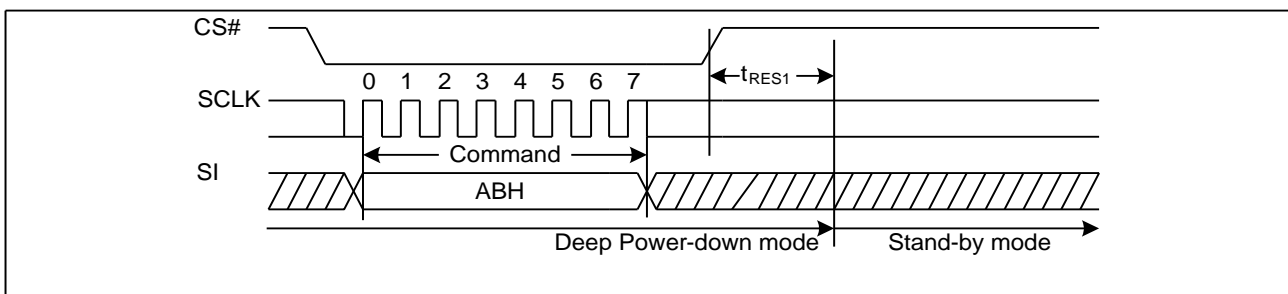 CS#
tRES1
0 1 2 3 4 5 6 7
SCLK
Command
SI
ABH
Deep Power-down mode Stand-by mode